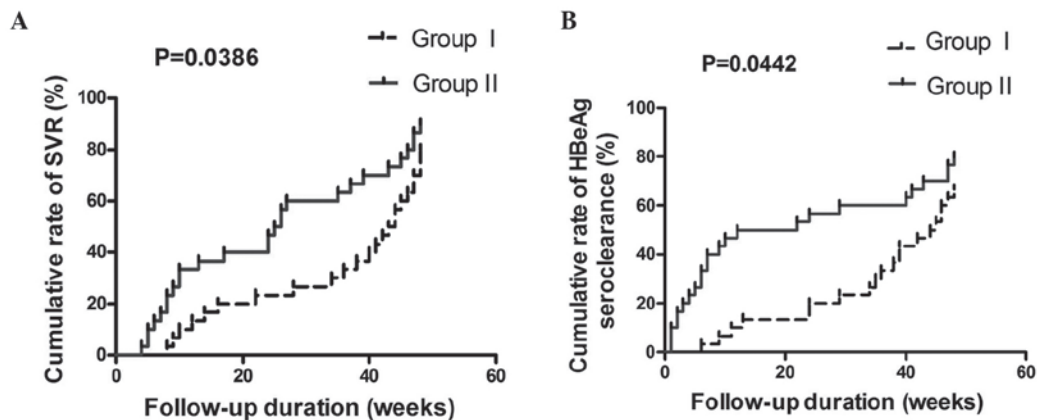 A
P=0.0386
Group I
Group II
Cumulative rate of SVR (%)
100
80
60
40
20
0
0 20 40 60
Follow-up duration (weeks)
B
P=0.0442
Group I
Group II
Cumulative rate of HBeAg
seroclearance (%)
100
80
60
40
20
0
0 20 40 60
Follow-up duration (weeks)